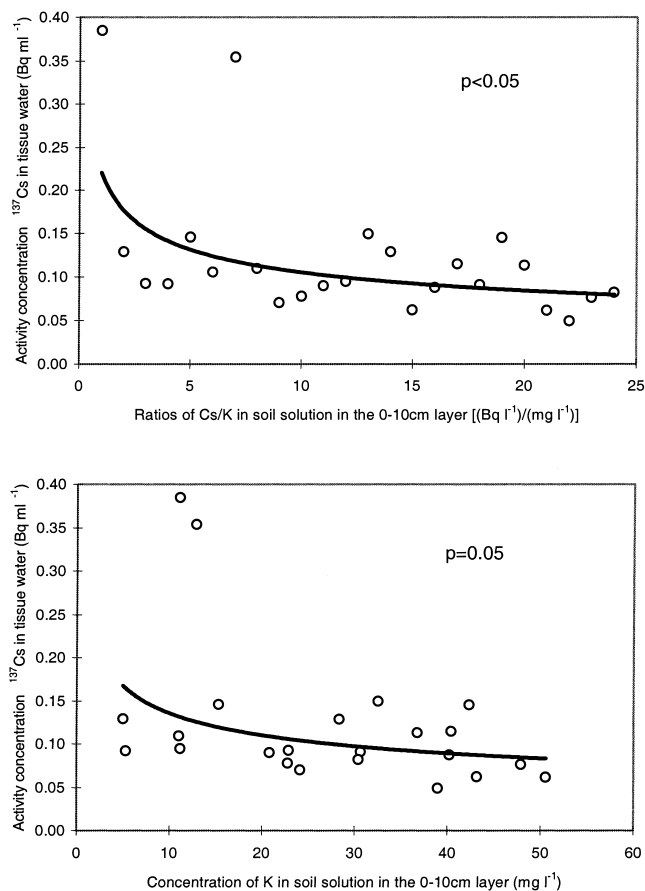 0.40
0.35
0.30
0.25
0.20
0.15
0.10
0.05
0.00
Activity concentration ¹³⁷Cs in tissue water (Bq ml ⁻¹)
p<0.05
0 5 10 15 20 25
Ratios of Cs/K in soil solution in the 0-10cm layer [(Bq l⁻¹)/(mg l⁻¹)]
0.40
0.35
0.30
0.25
0.20
0.15
0.10
0.05
0.00
Activity concentration ¹³⁷Cs in tissue water (Bq ml ⁻¹)
p=0.05
0 10 20 30 40 50 60
Concentration of K in soil solution in the 0-10cm layer (mg l⁻¹)